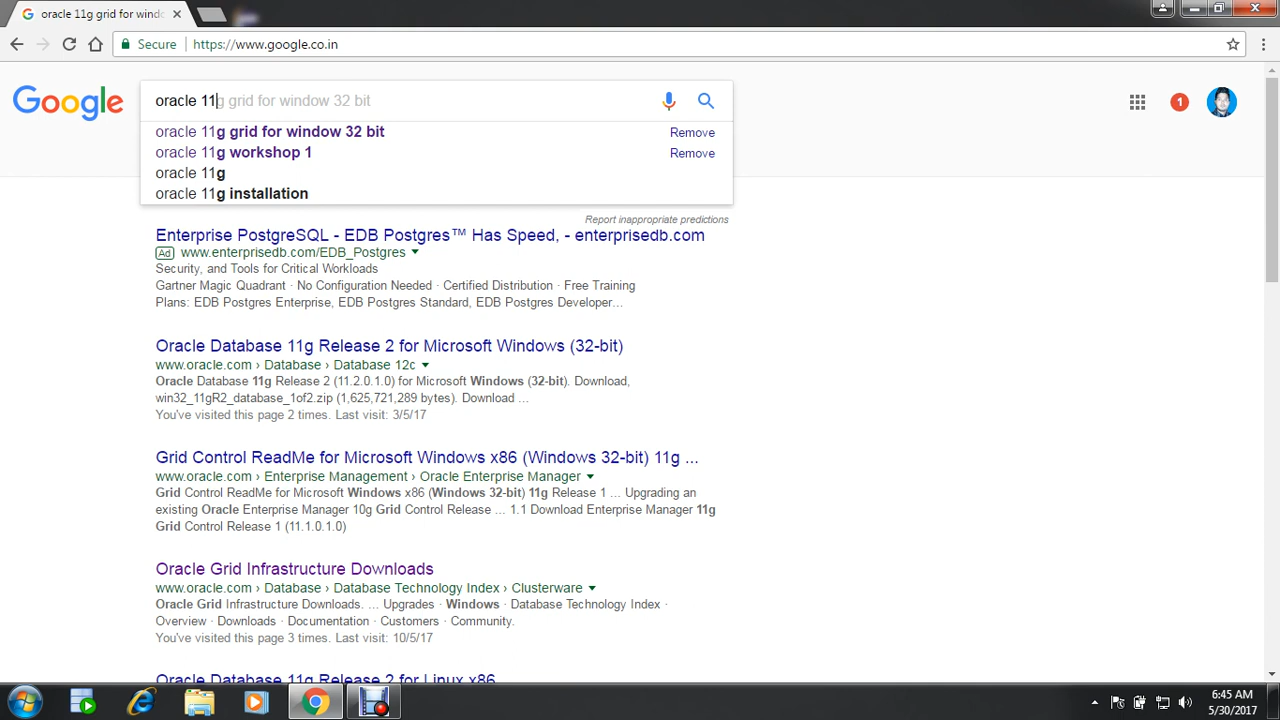 oracle 11g grid for wind
Secure https://www.google.co.in
Google
oracle 11g grid for window 32 bit
1
oracle 11g grid for window 32 bit Remove
oracle 11g workshop 1 Remove
oracle 11g
oracle 11g installation
Report inappropriate predictions
Enterprise PostgreSQL - EDB Postgres™ Has Speed, - enterprisedb.com
Ad www.enterprisedb.com/EDB_Postgres
Security, and Tools for Critical Workloads
Gartner Magic Quadrant · No Configuration Needed · Certified Distribution · Free Training
Plans: EDB Postgres Enterprise, EDB Postgres Standard, EDB Postgres Developer...
Oracle Database 11g Release 2 for Microsoft Windows (32-bit)
www.oracle.com › Database › Database 12c
Oracle Database 11g Release 2 (11.2.0.1.0) for Microsoft Windows (32-bit). Download,
win32_11gR2_database_1of2.zip (1,625,721,289 bytes). Download ...
You've visited this page 2 times. Last visit: 3/5/17
Grid Control ReadMe for Microsoft Windows x86 (Windows 32-bit) 11g ...
www.oracle.com › Enterprise Management › Oracle Enterprise Manager
Grid Control ReadMe for Microsoft Windows x86 (Windows 32-bit) 11g Release 1 ... Upgrading an
existing Oracle Enterprise Manager 10g Grid Control Release ... 1.1 Download Enterprise Manager 11g
Grid Control Release 1 (11.1.0.1.0)
Oracle Grid Infrastructure Downloads
www.oracle.com › Database › Database Technology Index › Clusterware
Oracle Grid Infrastructure Downloads. ... Upgrades · Windows · Database Technology Index ·
Overview · Downloads · Documentation · Customers · Community.
You've visited this page 3 times. Last visit: 10/5/17
Oracle Database 11g Release 2 for Linux x86
6:45 AM
5/30/2017